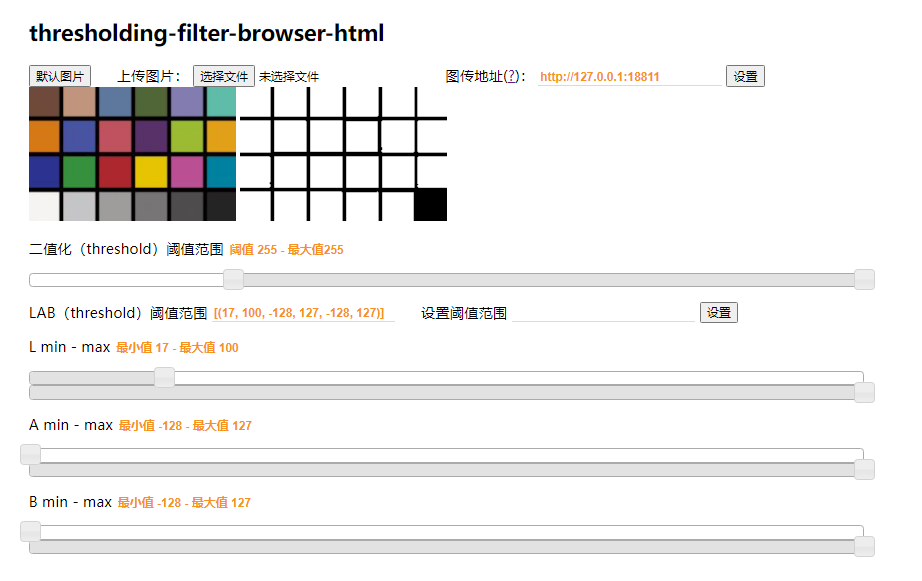 thresholding-filter-browser-html
默认图片 上传图片： 选择文件 未选择文件 图传地址(?)： http://127.0.0.1:18811 设置
二值化（threshold）阈值范围 阈值 255 - 最大值255
LAB（threshold）阈值范围 [(17, 100, -128, 127, -128, 127)] 设置阈值范围 设置
L min - max 最小值 17 - 最大值 100
A min - max 最小值 -128 - 最大值 127
B min - max 最小值 -128 - 最大值 127